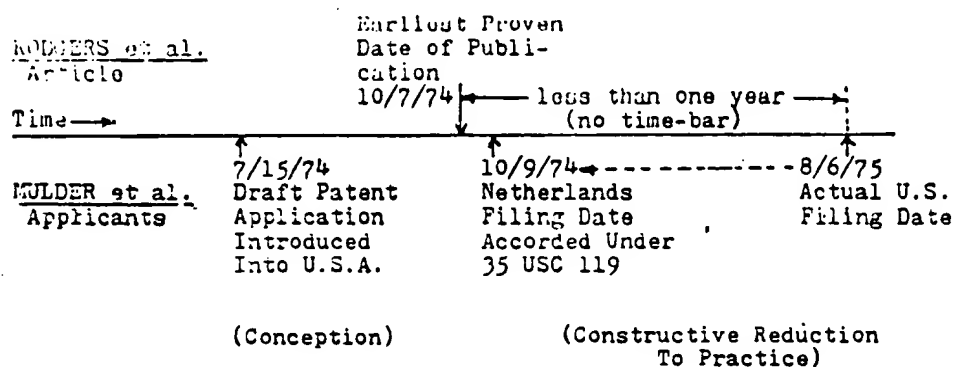 Earliest Proven
RODGERS et al. Date of Publi-
Article cation
10/7/74 less than one year
Time (no time-bar)
7/15/74 10/9/74 8/6/75
MULDER et al. Draft Patent Netherlands Actual U.S.
Applicants Application Filing Date Filing Date
Introduced Accorded Under
Into U.S.A. 35 USC 119
(Conception) (Constructive Reduction
To Practice)